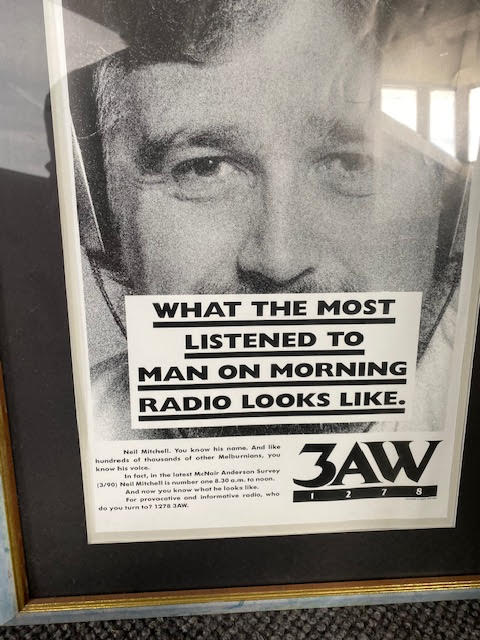 WHAT THE MOST
LISTENED TO
MAN ON MORNING
RADIO LOOKS LIKE.
Neil Mitchell. You know his name. And like
hundreds of thousands of other Melburnians, you
know his voice.
In fact, in the latest McNair Anderson Survey
(3/90) Neil Mitchell is number one 8.30 a.m. to noon.
And now you know what he looks like.
For provocative and informative radio, who
do you turn to? 1278 3AW.
3AW
1 2 7 8